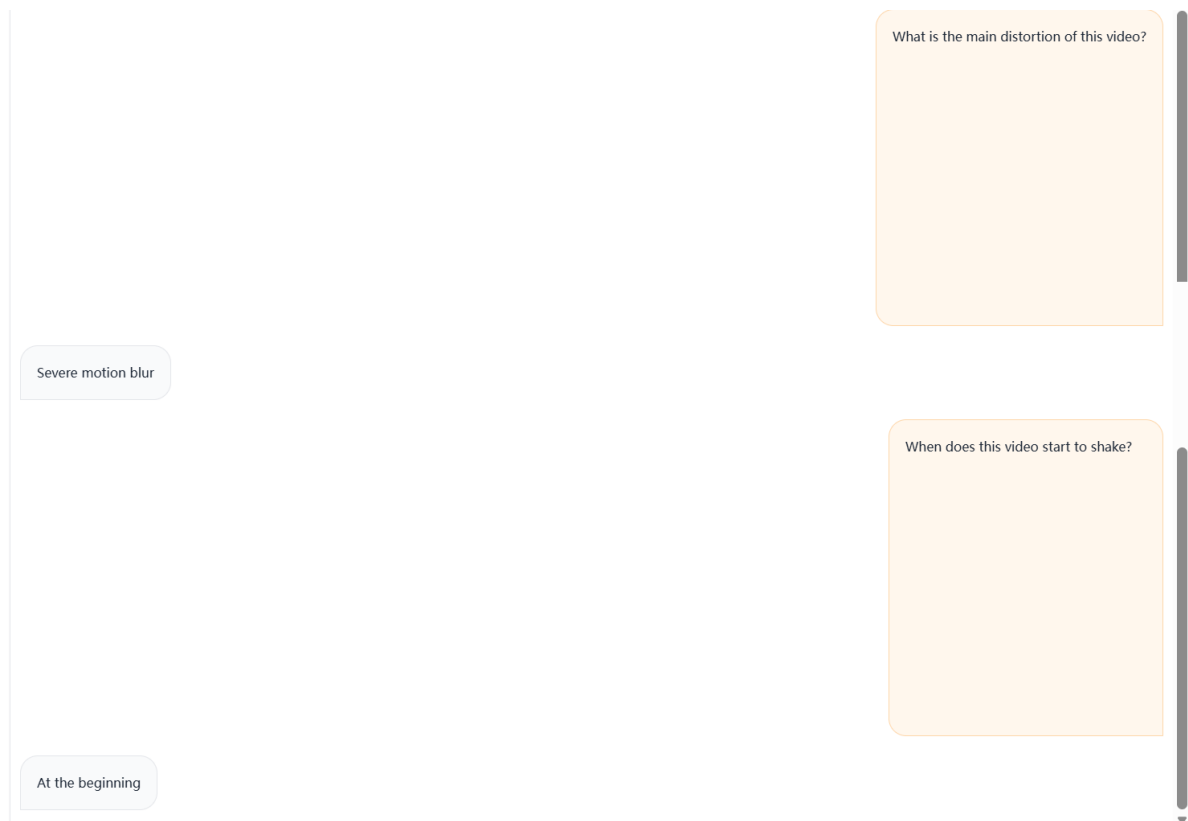 What is the main distortion of this video?
Severe motion blur
When does this video start to shake?
At the beginning